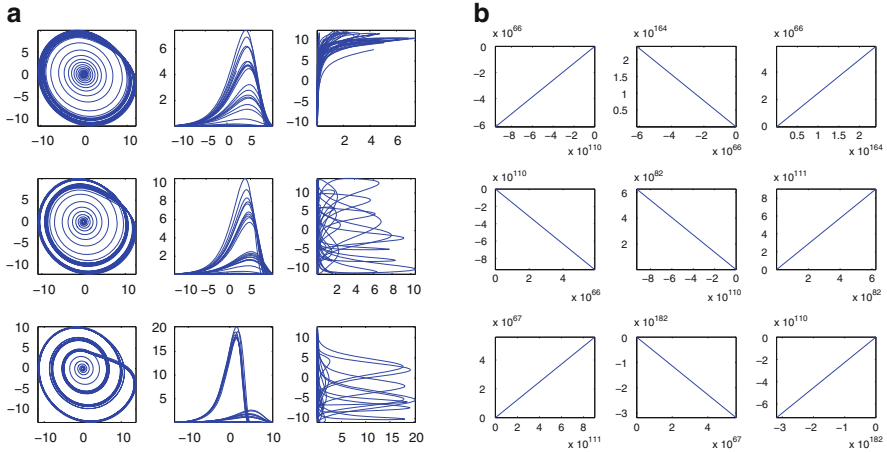 a
b
10
5
0
−5
−10
−10 0 10
6
4
2
−5 0 5 10
10
5
0
−5
−10
2 4 6
10
5
0
−5
−10
−10 0 10
10
8
6
4
2
−10 −5 0 5
10
5
0
−5
−10
2 4 6 8 10
10
5
0
−5
−10
−10 0 10
20
15
10
5
−10 0 10
10
5
0
−5
−10
5 10 15 20
x 10^66
0
−2
−4
−6
−8 −6 −4 −2 0
x 10^110
x 10^164
2
1.5
1
0.5
−6 −4 −2 0
x 10^66
x 10^66
4
2
0
0.5 1 1.5 2
x 10^164
x 10^110
0
−2
−4
−6
−8
0 2 4
x 10^66
x 10^82
6
4
2
−8 −6 −4 −2 0
x 10^110
x 10^111
8
6
4
2
0
0 2 4 6
x 10^82
x 10^67
4
2
0
0 2 4 6 8
x 10^111
x 10^182
0
−1
−2
−3
0 2 4
x 10^67
x 10^110
0
−2
−4
−6
−3 −2 −1 0
x 10^182